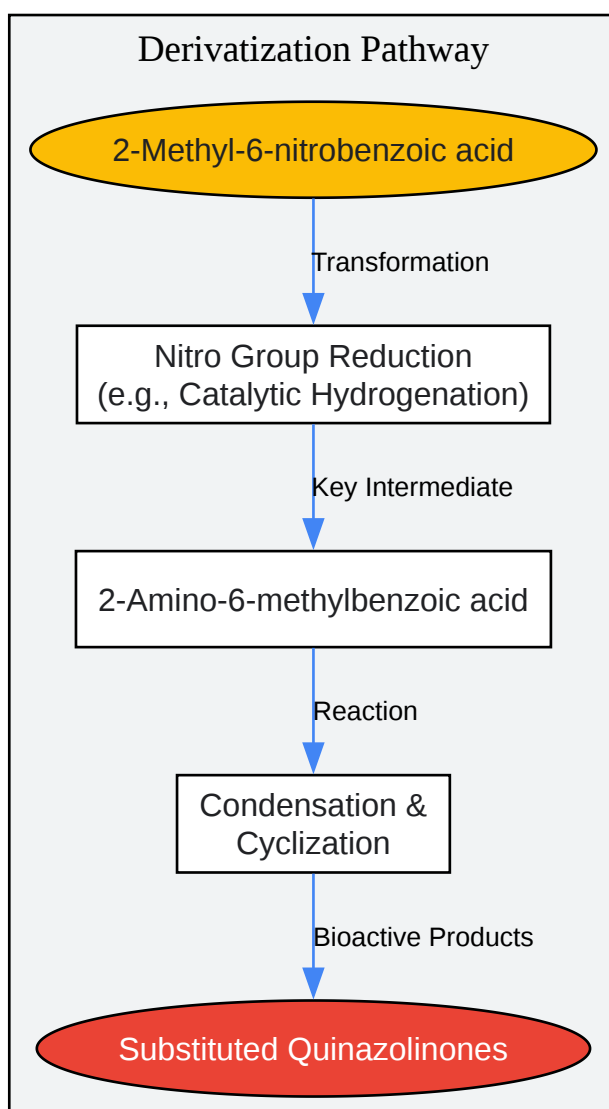 Derivatization Pathway
2-Methyl-6-nitrobenzoic acid
Transformation
Nitro Group Reduction
(e.g., Catalytic Hydrogenation)
Key Intermediate
2-Amino-6-methylbenzoic acid
Reaction
Condensation &
Cyclization
Bioactive Products
Substituted Quinazolinones